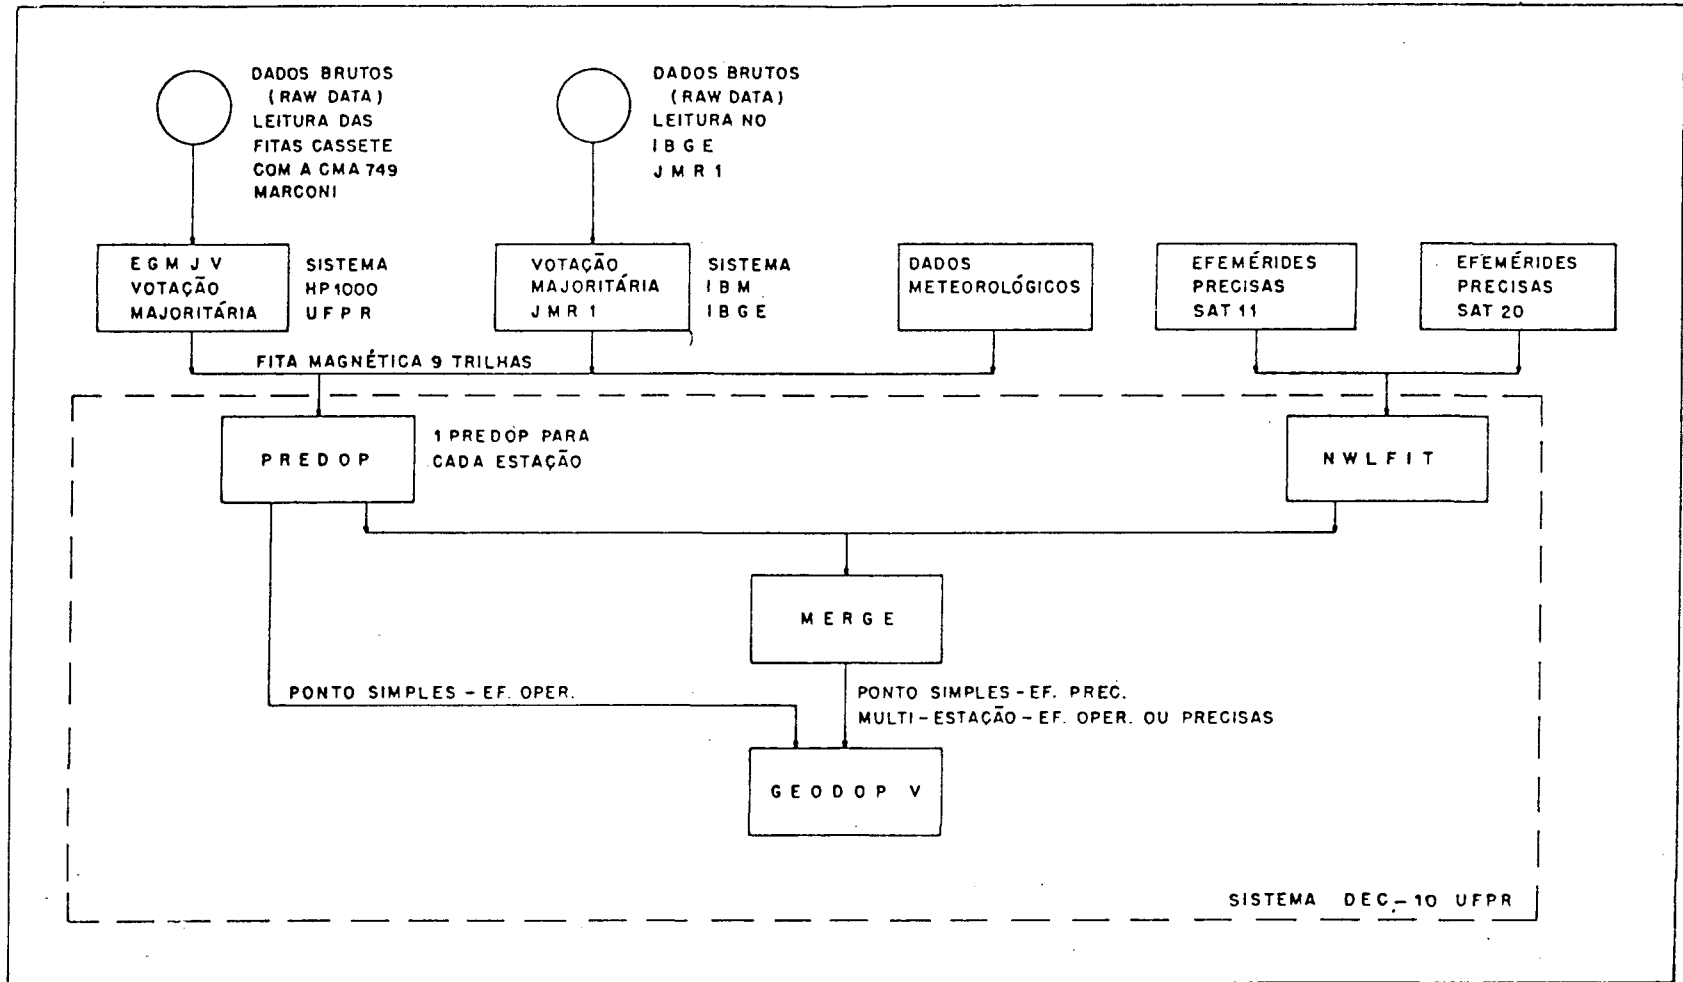 DADOS BRUTOS
(RAW DATA)
LEITURA DAS
FITAS CASSETE
COM A CMA 749
MARCONI
DADOS BRUTOS
(RAW DATA)
LEITURA NO
IBGE
JMR 1
EGMJV
VOTAÇÃO
MAJORITÁRIA
SISTEMA
HP1000
UFPR
VOTAÇÃO
MAJORITÁRIA
JMR 1
SISTEMA
IBM
IBGE
DADOS
METEOROLÓGICOS
EFEMÉRIDES
PRECISAS
SAT 11
EFEMÉRIDES
PRECISAS
SAT 20
FITA MAGNÉTICA 9 TRILHAS
PREDOP
1 PREDOP PARA
CADA ESTAÇÃO
NWLFIT
MERGE
PONTO SIMPLES - EF. OPER.
PONTO SIMPLES - EF. PREC.
MULTI-ESTAÇÃO - EF. OPER. OU PRECISAS
GEODOP V
SISTEMA DEC-10 UFPR